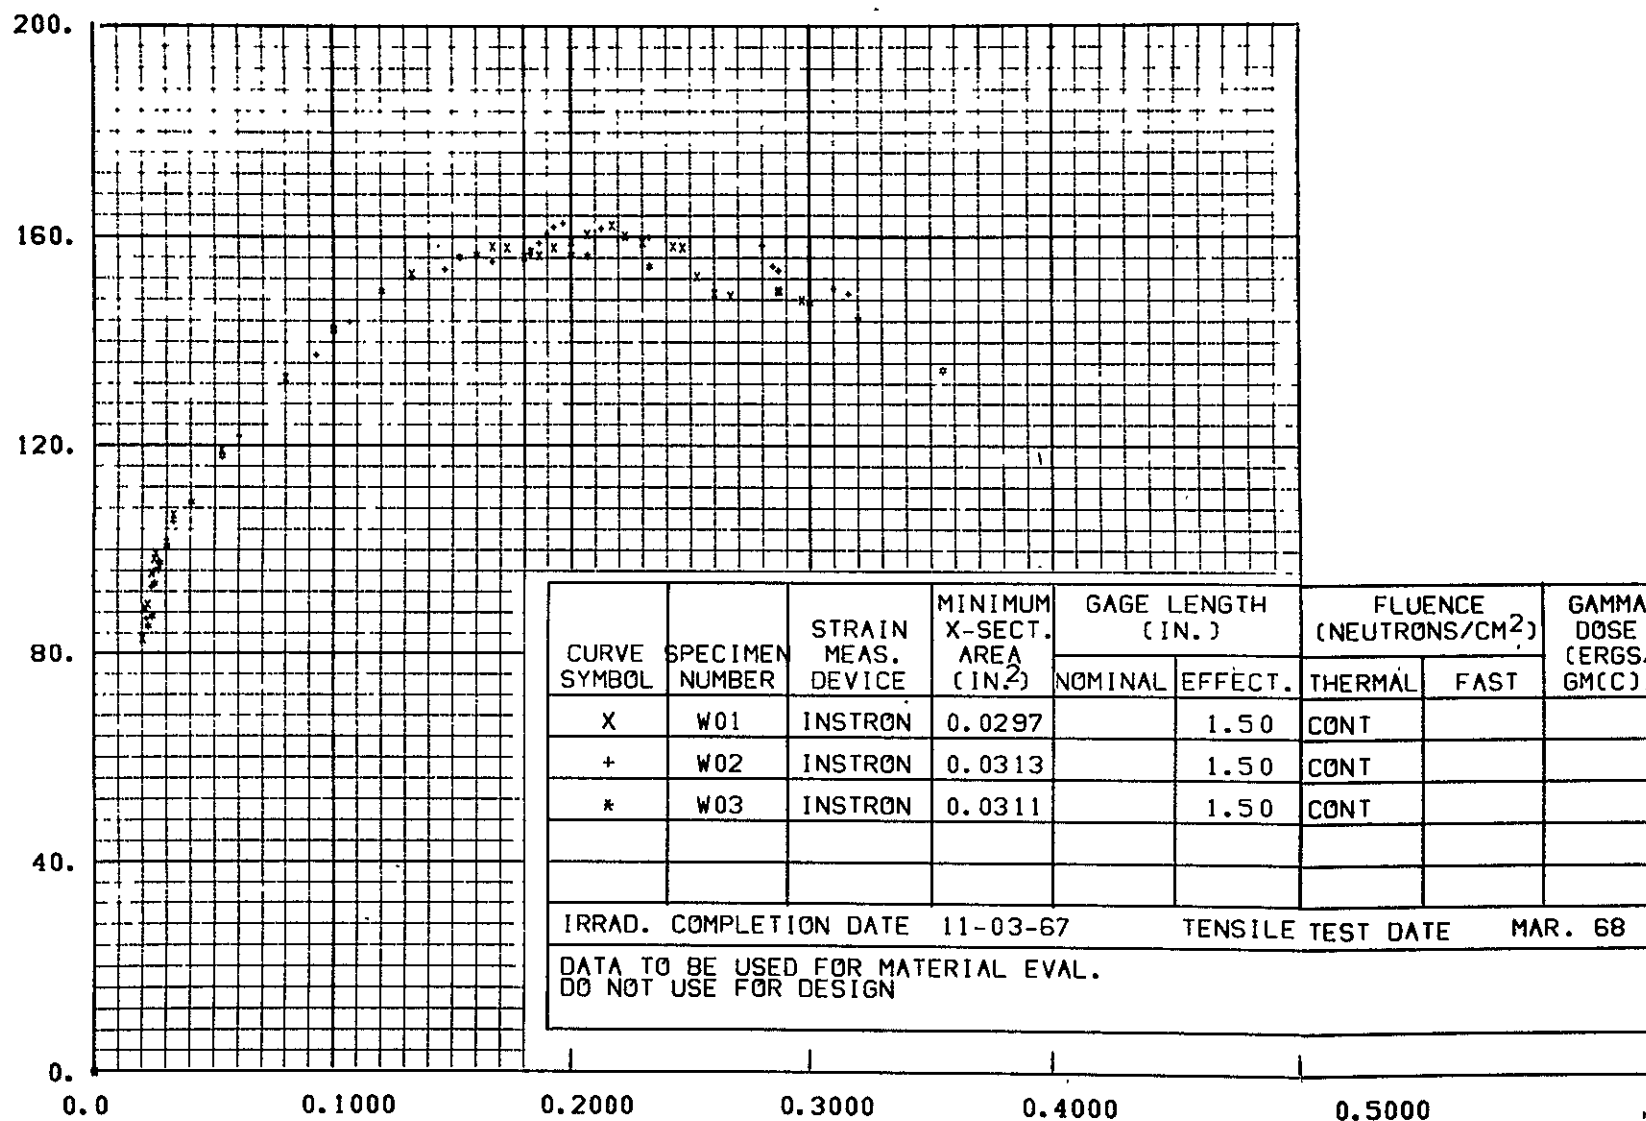 200.
160.
120.
80.
40.
0.
0.0 0.1000 0.2000 0.3000 0.4000 0.5000
CURVE SYMBOL SPECIMEN NUMBER STRAIN MEAS. DEVICE MINIMUM X-SECT. AREA (IN.2) GAGE LENGTH (IN.) FLUENCE (NEUTRONS/CM2) GAMMA DOSE (ERGS/ GM(C)
NOMINAL EFFECT. THERMAL FAST
X W01 INSTRON 0.0297 1.50 CONT
+ W02 INSTRON 0.0313 1.50 CONT
* W03 INSTRON 0.0311 1.50 CONT
IRRAD. COMPLETION DATE 11-03-67 TENSILE TEST DATE MAR. 68
DATA TO BE USED FOR MATERIAL EVAL.
DO NOT USE FOR DESIGN